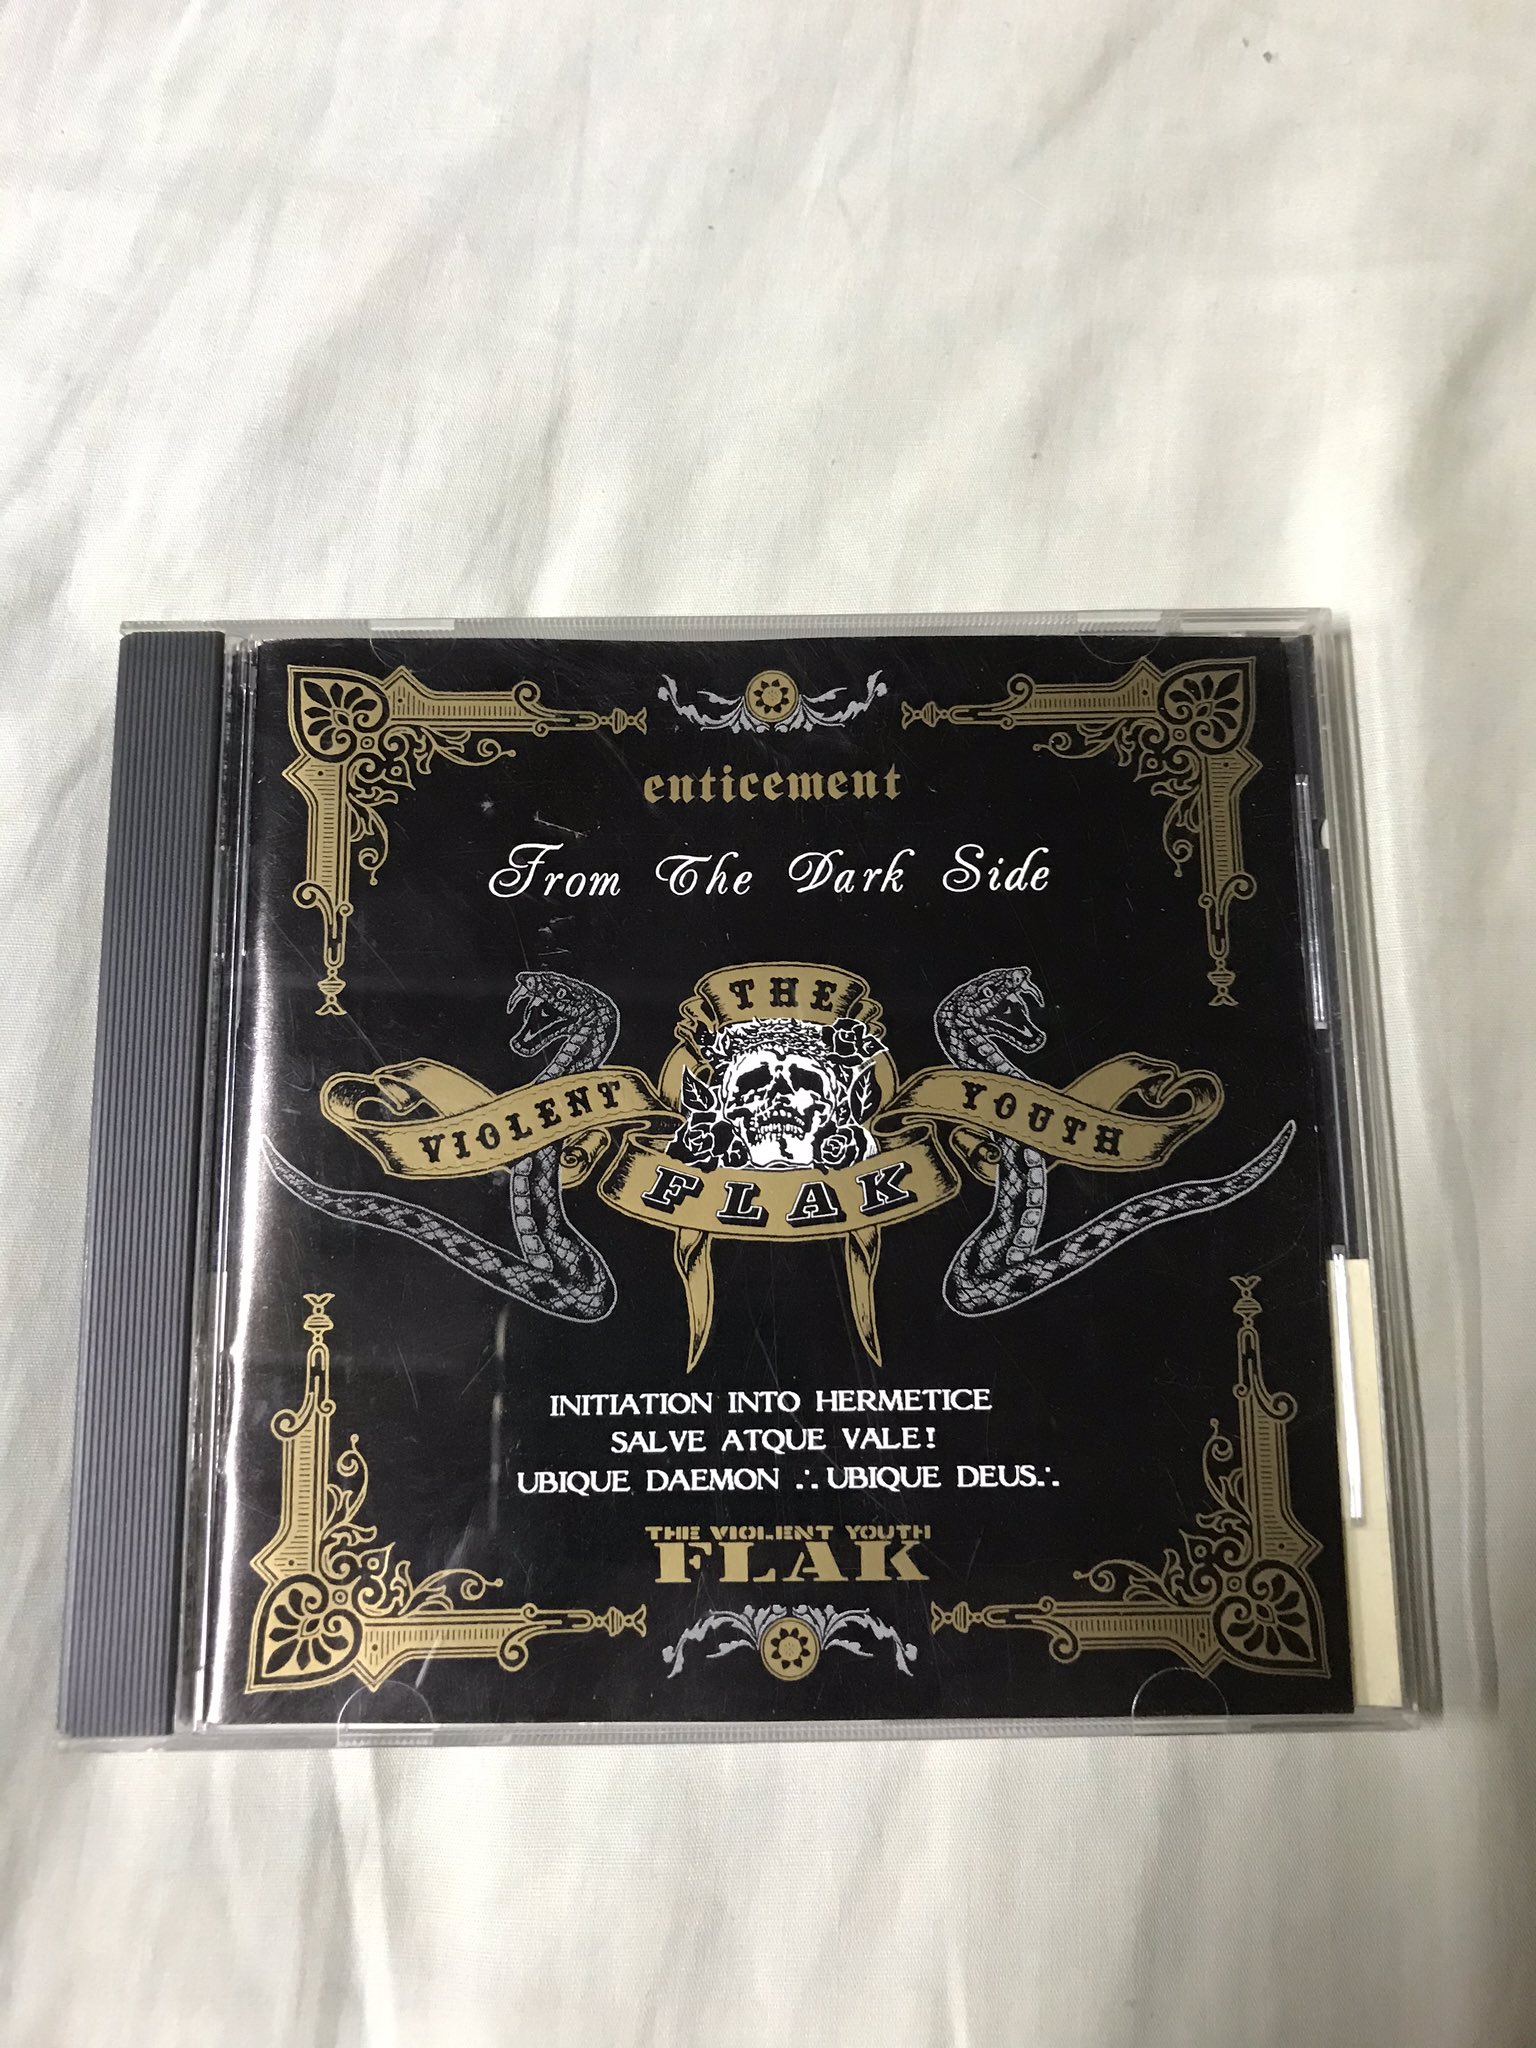 enticement
From The Dark Side
THE
VIOLENT YOUTH
FLAK
INITIATION INTO HERMETICE
SALVE ATQUE VALE!
UBIQUE DAEMON ∴ UBIQUE DEUS∴
THE VIOLENT YOUTH
FLAK